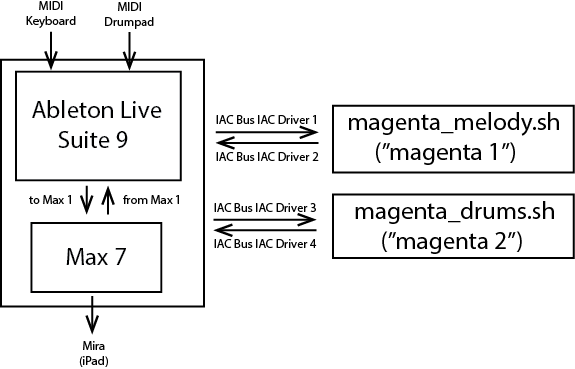 MIDI
Keyboard
MIDI
Drumpad
Ableton Live
Suite 9
to Max 1
from Max 1
Max 7
Mira
(iPad)
IAC Bus IAC Driver 1
IAC Bus IAC Driver 2
magenta_melody.sh
(”magenta 1”)
IAC Bus IAC Driver 3
IAC Bus IAC Driver 4
magenta_drums.sh
(”magenta 2”)